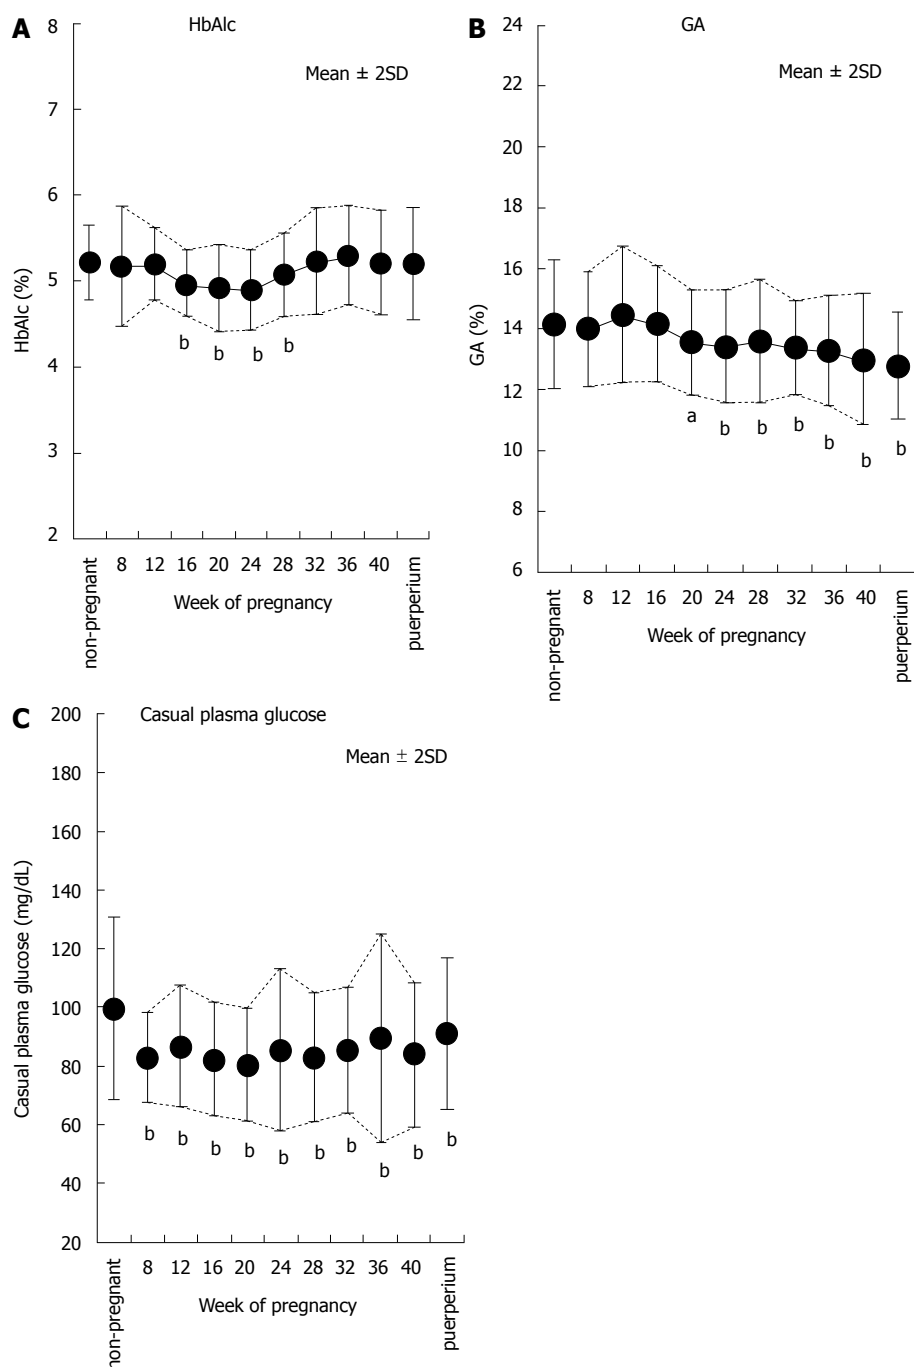 A
HbAlc
Mean ± 2SD
8
7
6
5
4
3
2
HbAlc (%)
b
b
b
b
non-pregnant
8
12
16
20
24
28
32
36
40
puerperium
Week of pregnancy
B
GA
Mean ± 2SD
24
22
20
18
16
14
12
10
8
6
GA (%)
a
b
b
b
b
b
b
non-pregnant
8
12
16
20
24
28
32
36
40
puerperium
Week of pregnancy
C
Casual plasma glucose
Mean ± 2SD
200
180
160
140
120
100
80
60
40
20
Casual plasma glucose (mg/dL)
b
b
b
b
b
b
b
b
b
b
non-pregnant
8
12
16
20
24
28
32
36
40
puerperium
Week of pregnancy